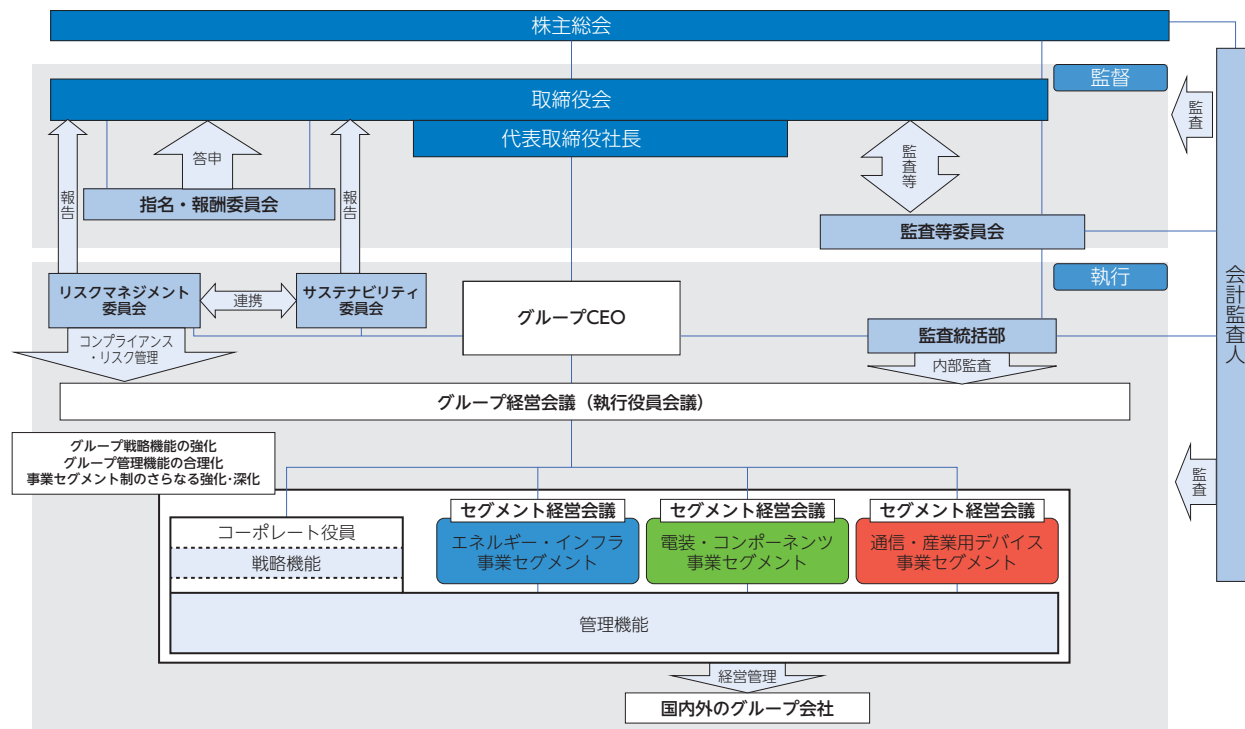 株主総会
監督
取締役会
代表取締役社長
監査
答申
監査等
報告
報告
指名・報酬委員会
監査等委員会
執行
会計監査人
リスクマネジメント
委員会
連携
サステナビリティ
委員会
グループCEO
監査統括部
コンプライアンス
・リスク管理
内部監査
グループ経営会議（執行役員会議）
グループ戦略機能の強化
グループ管理機能の合理化
事業セグメント制のさらなる強化・深化
監査
セグメント経営会議
セグメント経営会議
セグメント経営会議
コーポレート役員
戦略機能
エネルギー・インフラ
事業セグメント
電装・コンポーネンツ
事業セグメント
通信・産業用デバイス
事業セグメント
管理機能
経営管理
国内外のグループ会社